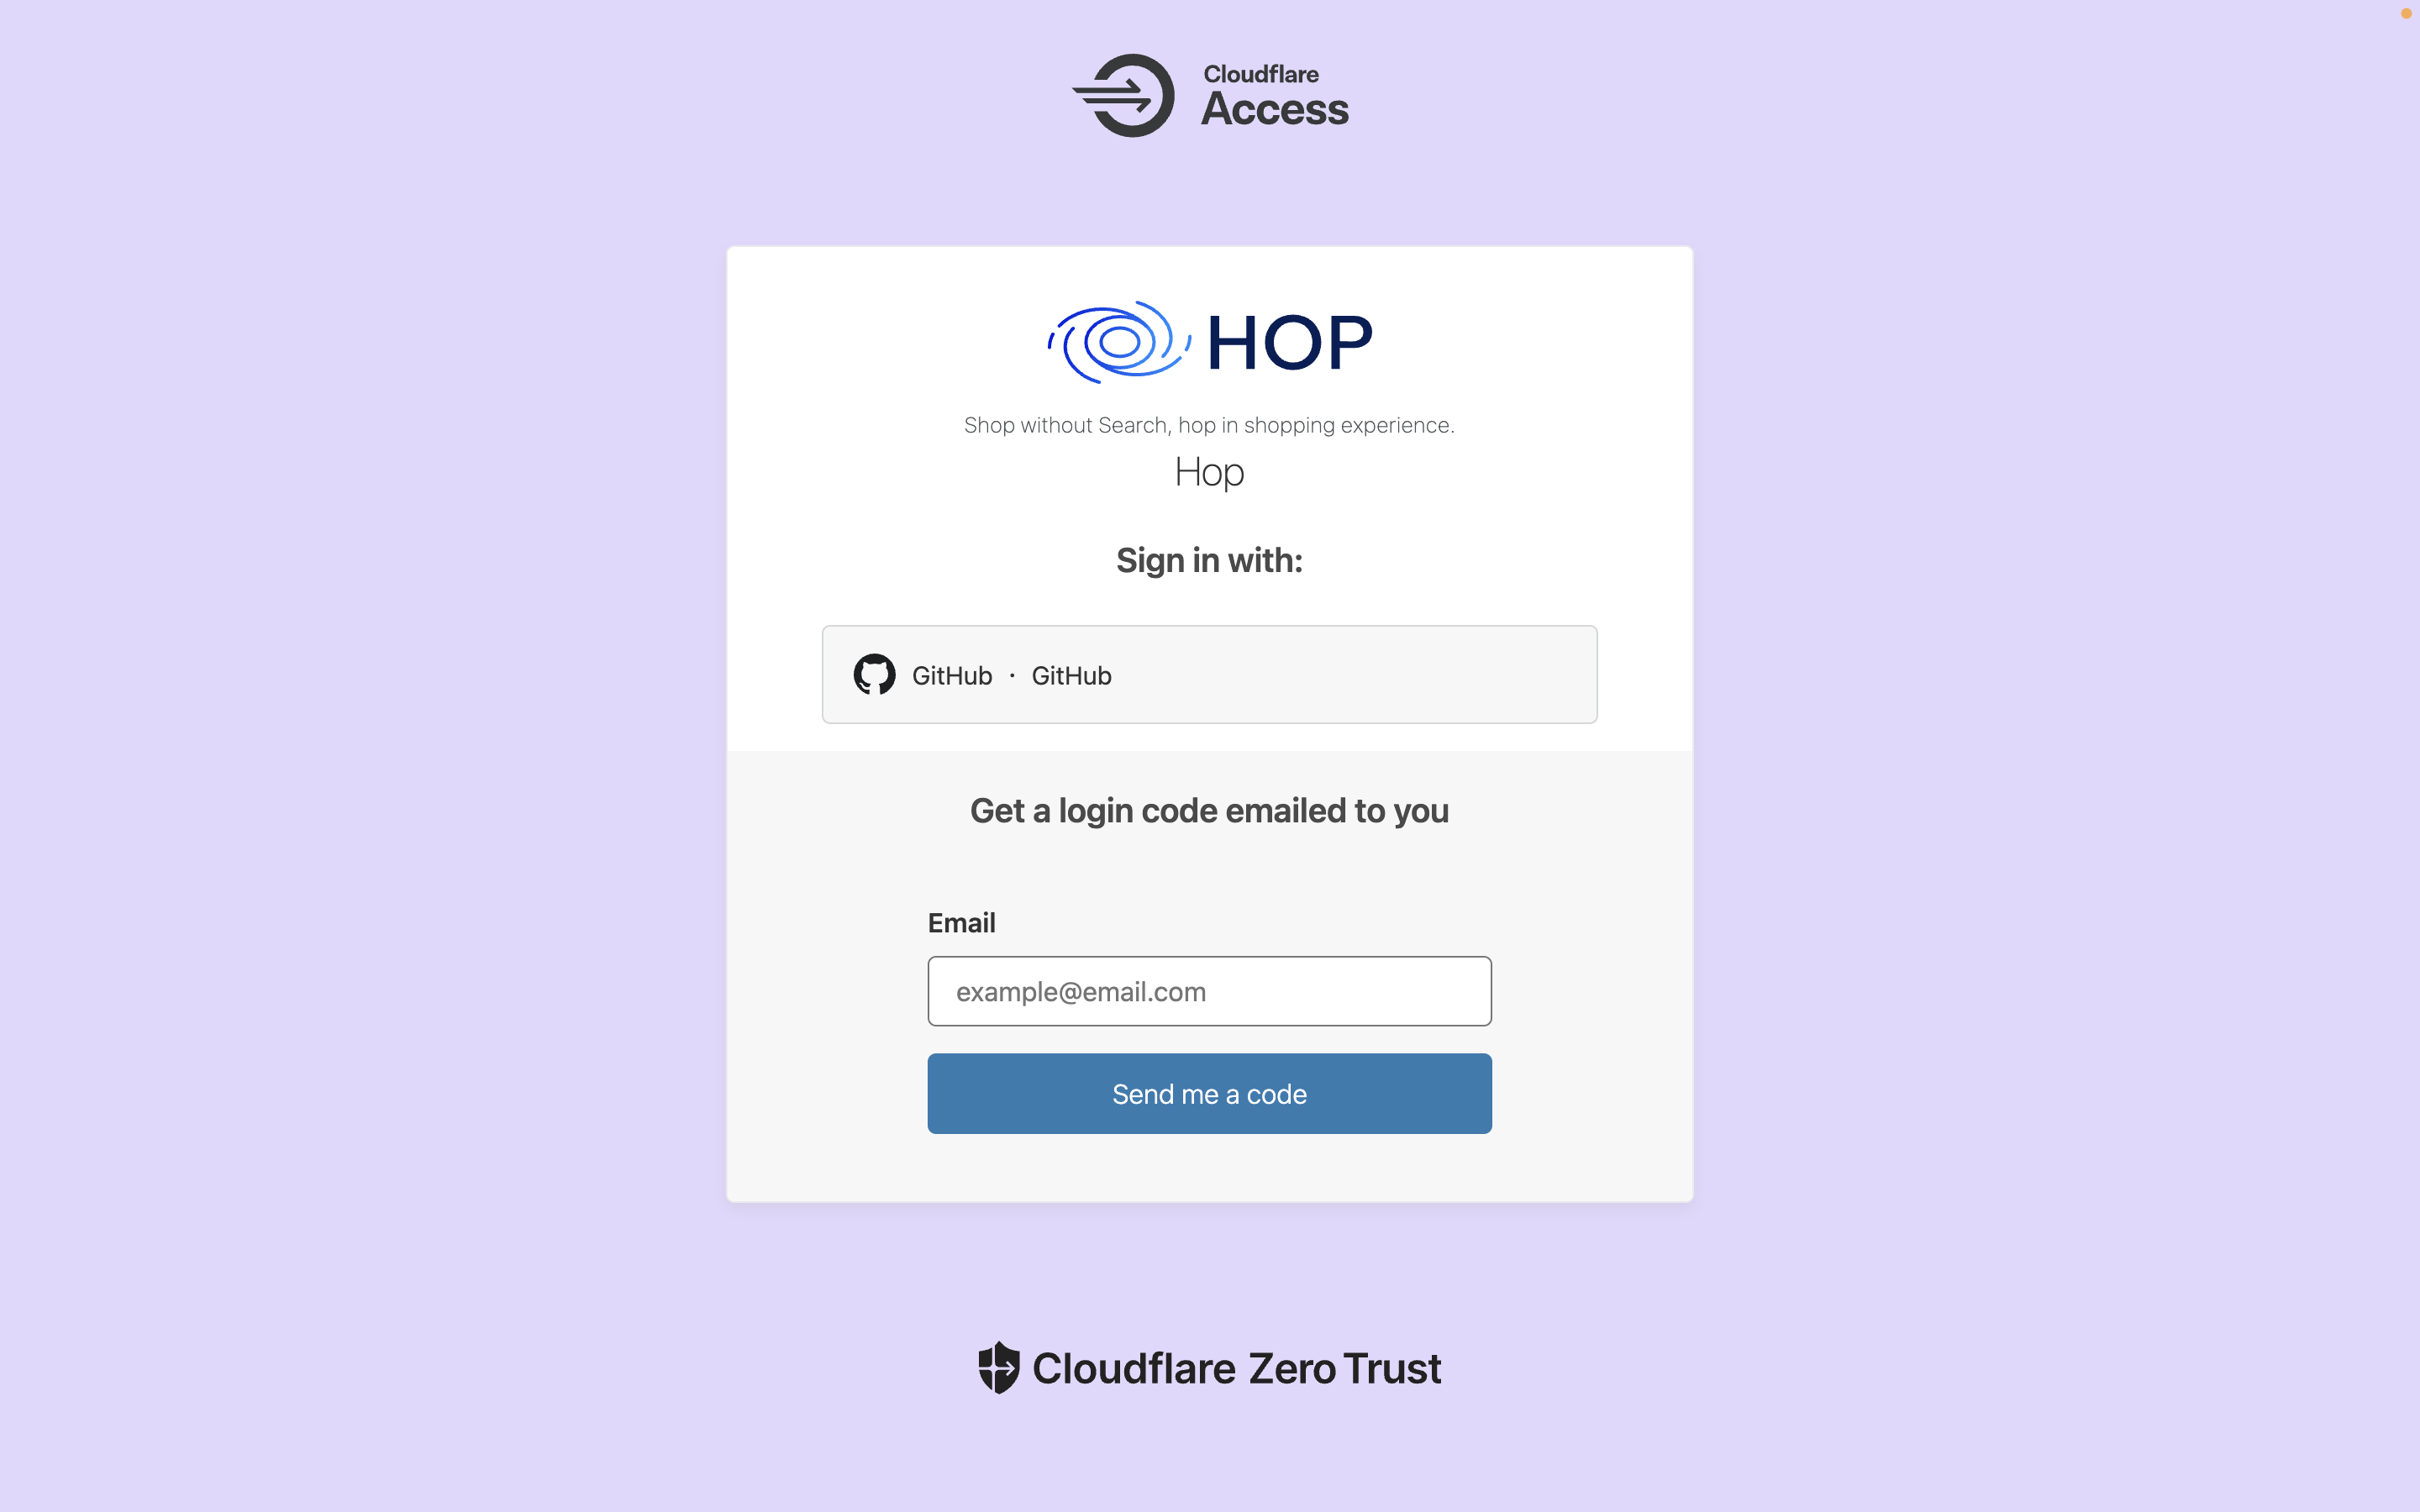 Cloudflare
Access
HOP
Shop without Search, hop in shopping experience.
Hop
Sign in with:
GitHub · GitHub
Get a login code emailed to you
Email
example@email.com
Send me a code
Cloudflare Zero Trust